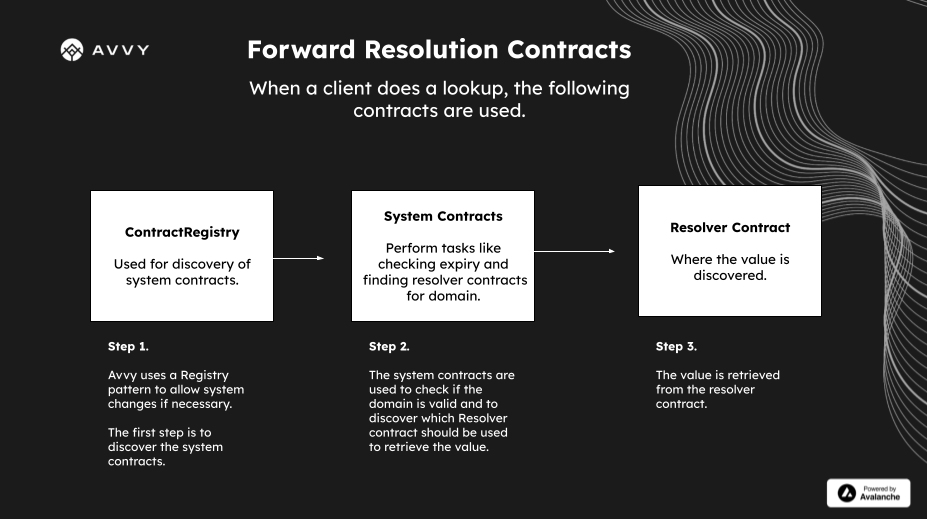 AVVY
Forward Resolution Contracts
When a client does a lookup, the following
contracts are used.
ContractRegistry
Used for discovery of
system contracts.
System Contracts
Perform tasks like
checking expiry and
finding resolver contracts
for domain.
Resolver Contract
Where the value is
discovered.
Step 1.
Avvy uses a Registry
pattern to allow system
changes if necessary.
The first step is to
discover the system
contracts.
Step 2.
The system contracts are
used to check if the
domain is valid and to
discover which Resolver
contract should be used
to retrieve the value.
Step 3.
The value is retrieved
from the resolver
contract.
Powered by
Avalanche